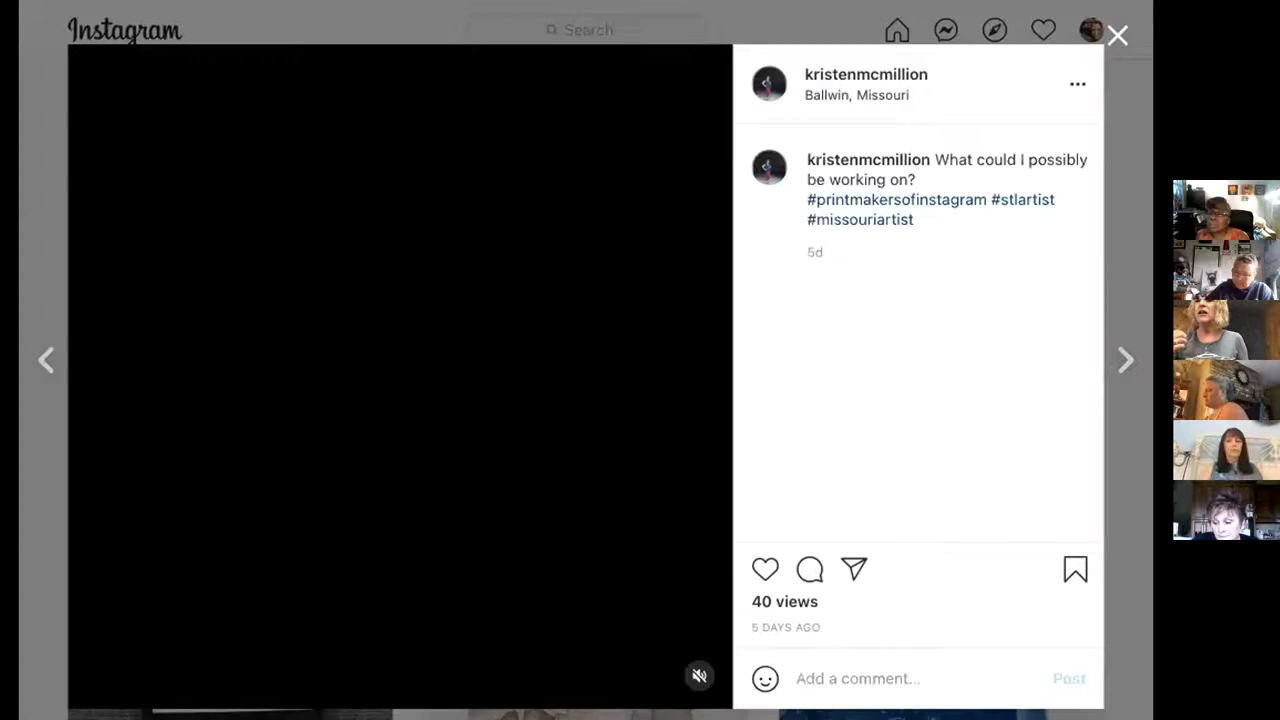 Instagram
Search
kristenmcmillion
Ballwin, Missouri
kristenmcmillion What could I possibly
be working on?
#printmakersofinstagram #stlartist
#missouriartist
5d
40 views
5 DAYS AGO
Add a comment...
Post